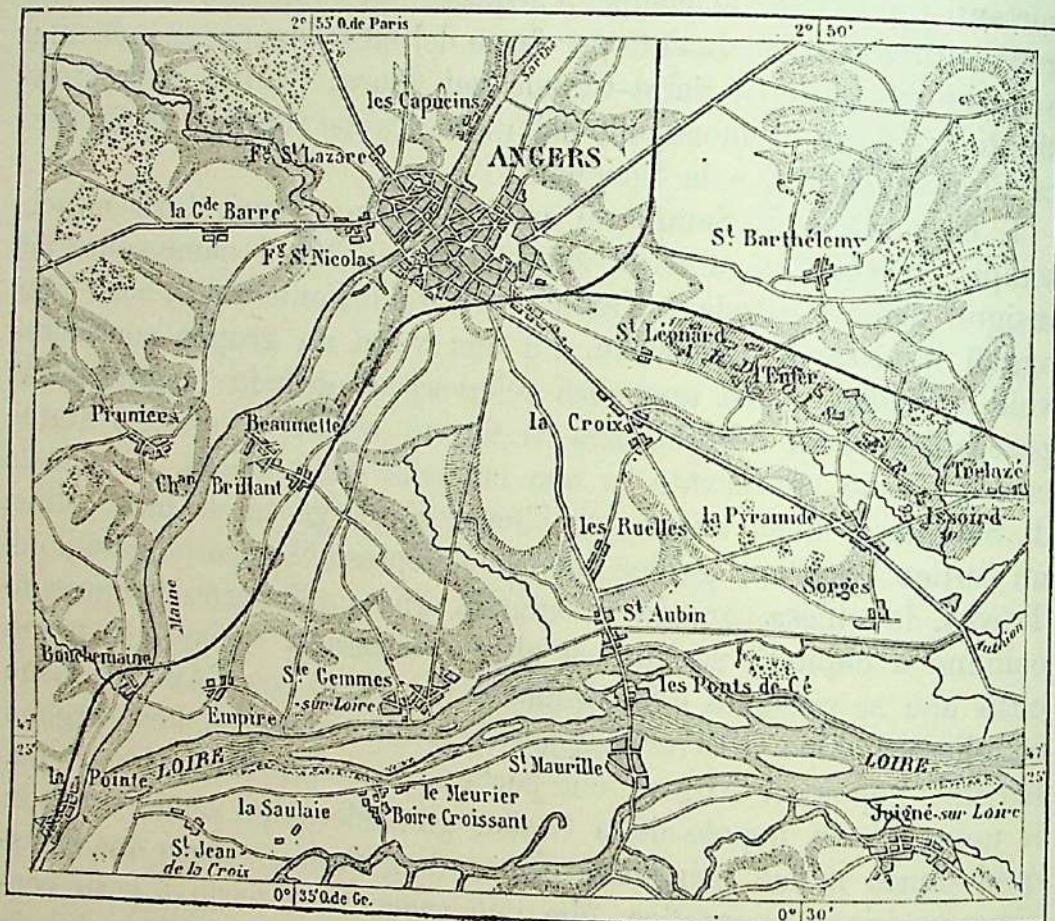 2° 55' O. de Paris
2° 50'
Sarthe
les Capucins
Fg. St. Lazare
ANGERS
la Gde Barre
St. Barthélemy
Fg. St. Nicolas
St. Léonard
ARDOISIÈRES
l'Enfer
Pruniers
Beaumette
la Croix
Chau
Brillant
Trelazé
les Ruelles
la Pyramide
Sorges
St. Aubin
Maine
Authion
Bouchemaine
Ste Gemmes
-sur-Loire
les Ponts-de-Cé
Empire
47°
25'
LOIRE
47°
25'
LOIRE
la Pointe
St. Maurille
le Meurier
la Saulaie
Boire Croissant
Juigné-sur Loire
St. Jean
de la Croix
0° 35' O. de Gr.
0° 30'